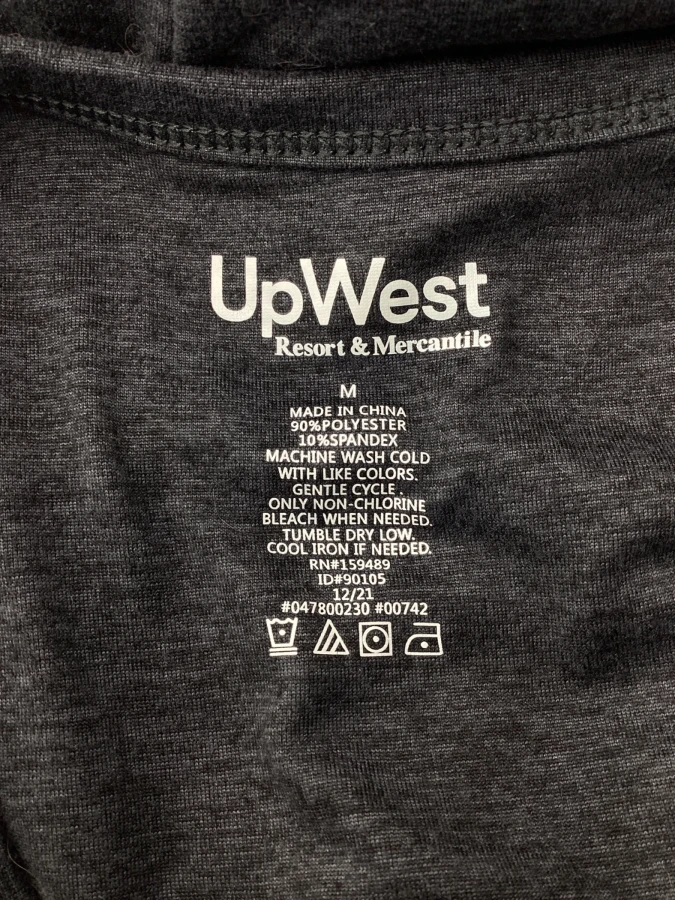 UpWest
Resort & Mercantile
M
MADE IN CHINA
90%POLYESTER
10%SPANDEX
MACHINE WASH COLD
WITH LIKE COLORS.
GENTLE CYCLE .
ONLY NON-CHLORINE
BLEACH WHEN NEEDED.
TUMBLE DRY LOW.
COOL IRON IF NEEDED.
RN#159489
ID#90105
12/21
#047800230 #00742